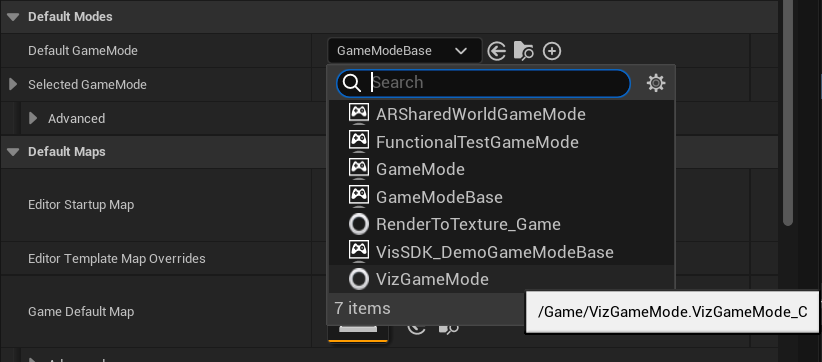 Default Modes
Default GameMode
GameModeBase
Selected GameMode
Search
Advanced
ARSharedWorldGameMode
FunctionalTestGameMode
Default Maps
GameMode
GameModeBase
Editor Startup Map
RenderToTexture_Game
Editor Template Map Overrides
VisSDK_DemoGameModeBase
VizGameMode
Game Default Map
7 items
/Game/VizGameMode.VizGameMode_C